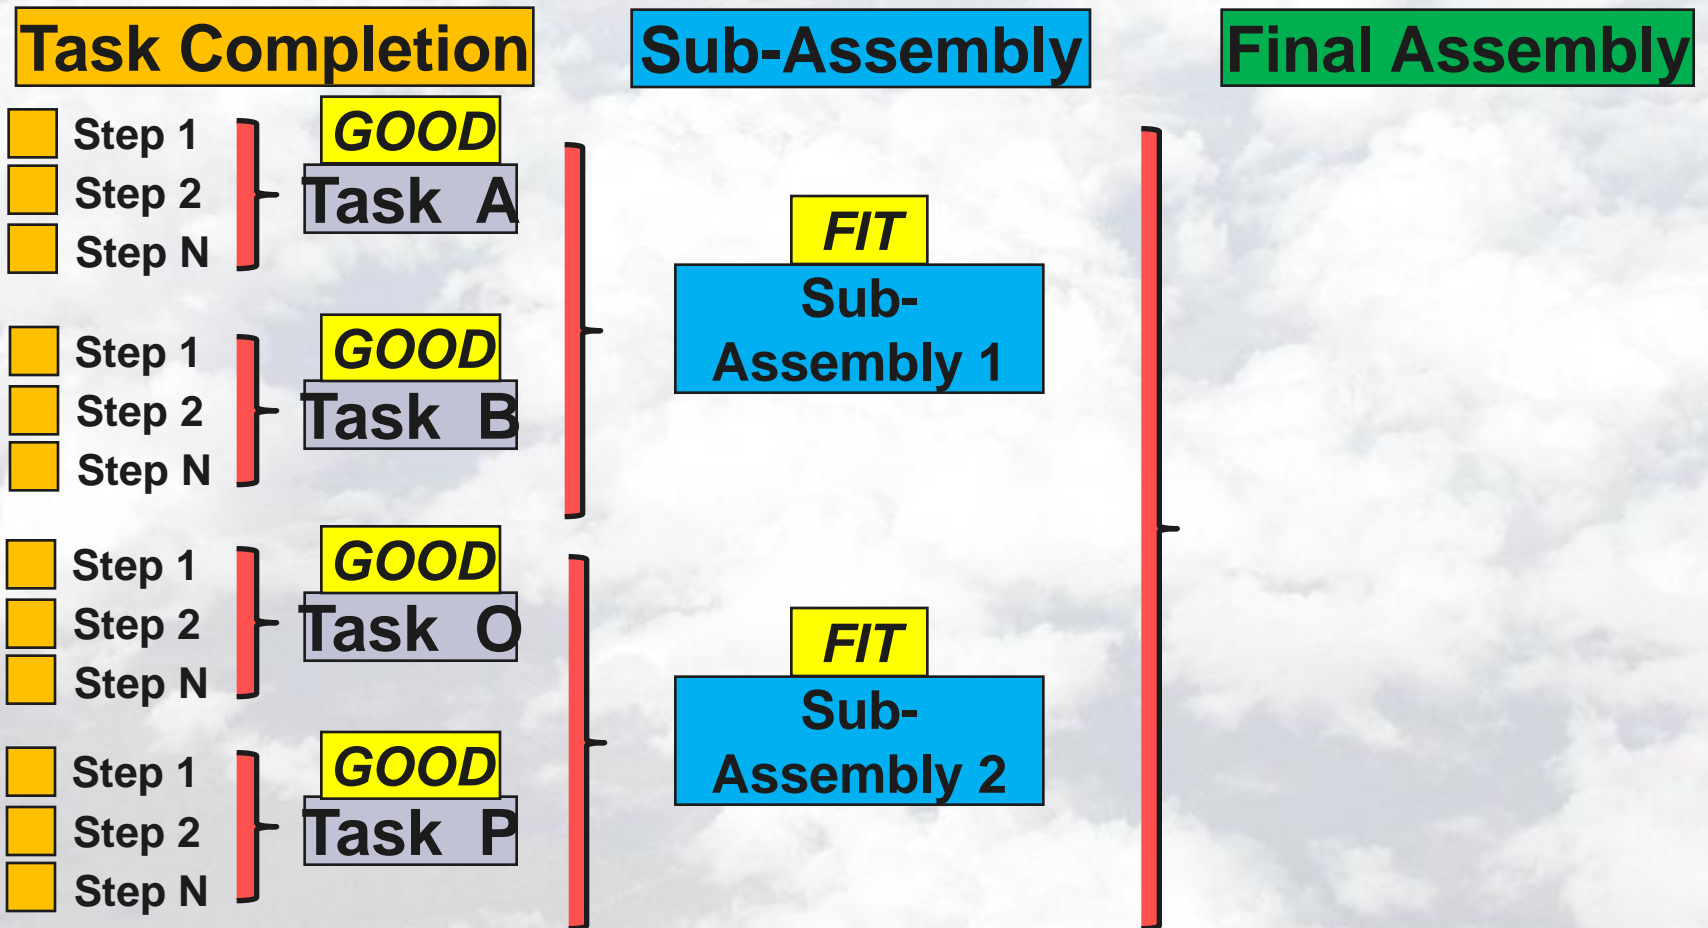 Task Completion
Sub-Assembly
Final Assembly
Step 1
Step 2
Step N
GOOD
Task A
Step 1
Step 2
Step N
GOOD
Task B
FIT
Sub-
Assembly 1
Step 1
Step 2
Step N
GOOD
Task O
Step 1
Step 2
Step N
GOOD
Task P
FIT
Sub-
Assembly 2